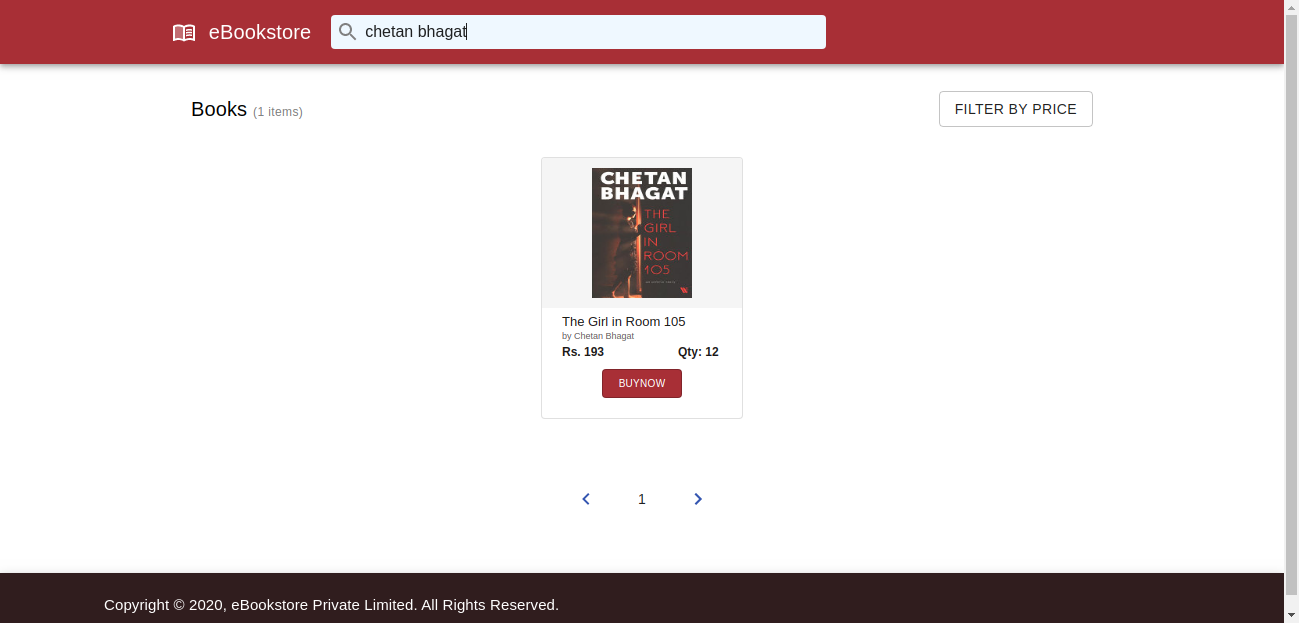 eBookstore
chetan bhagat
Books (1 items)
FILTER BY PRICE
CHETAN
BHAGAT
THE
GIRL
IN
ROOM
105
The Girl in Room 105
by Chetan Bhagat
Rs. 193 Qty: 12
BUYNOW
1
Copyright © 2020, eBookstore Private Limited. All Rights Reserved.